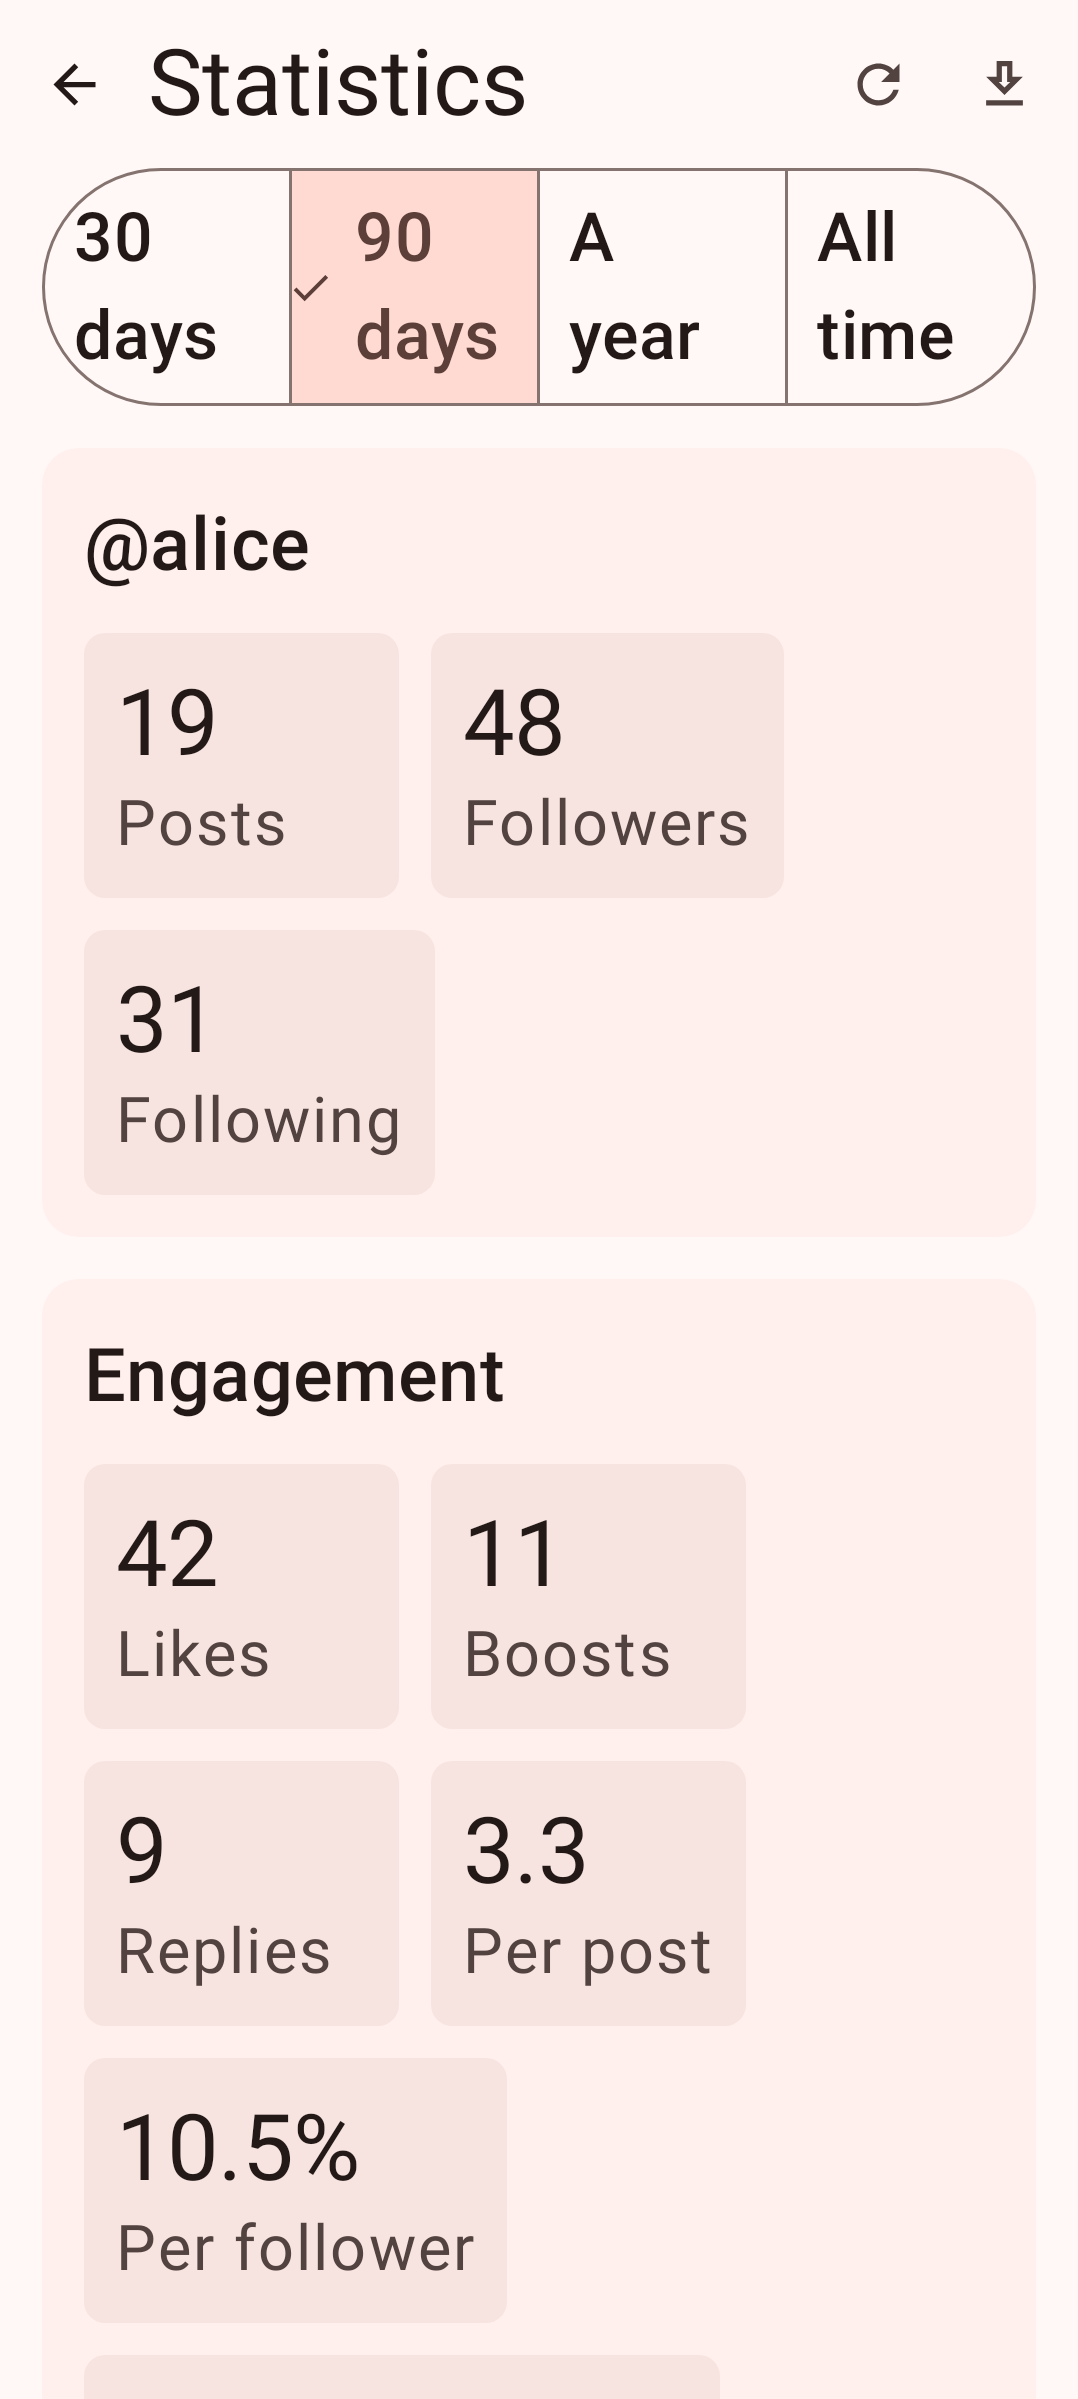 Statistics
30 days
90 days
A year
All time
@alice
19
Posts
48
Followers
31
Following
Engagement
42
Likes
11
Boosts
9
Replies
3.3
Per post
10.5%
Per follower